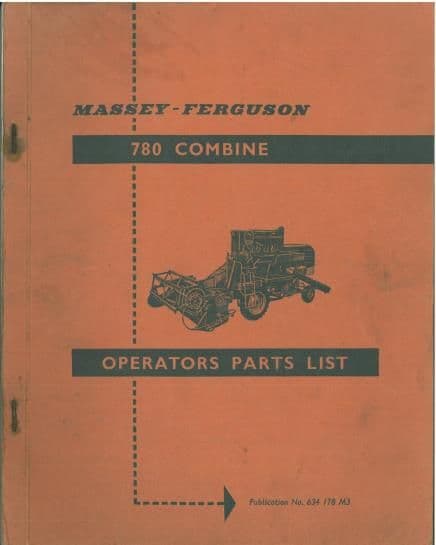 MASSEY-FERGUSON
780 COMBINE
OPERATORS PARTS LIST
Publication No. 634 178 M3